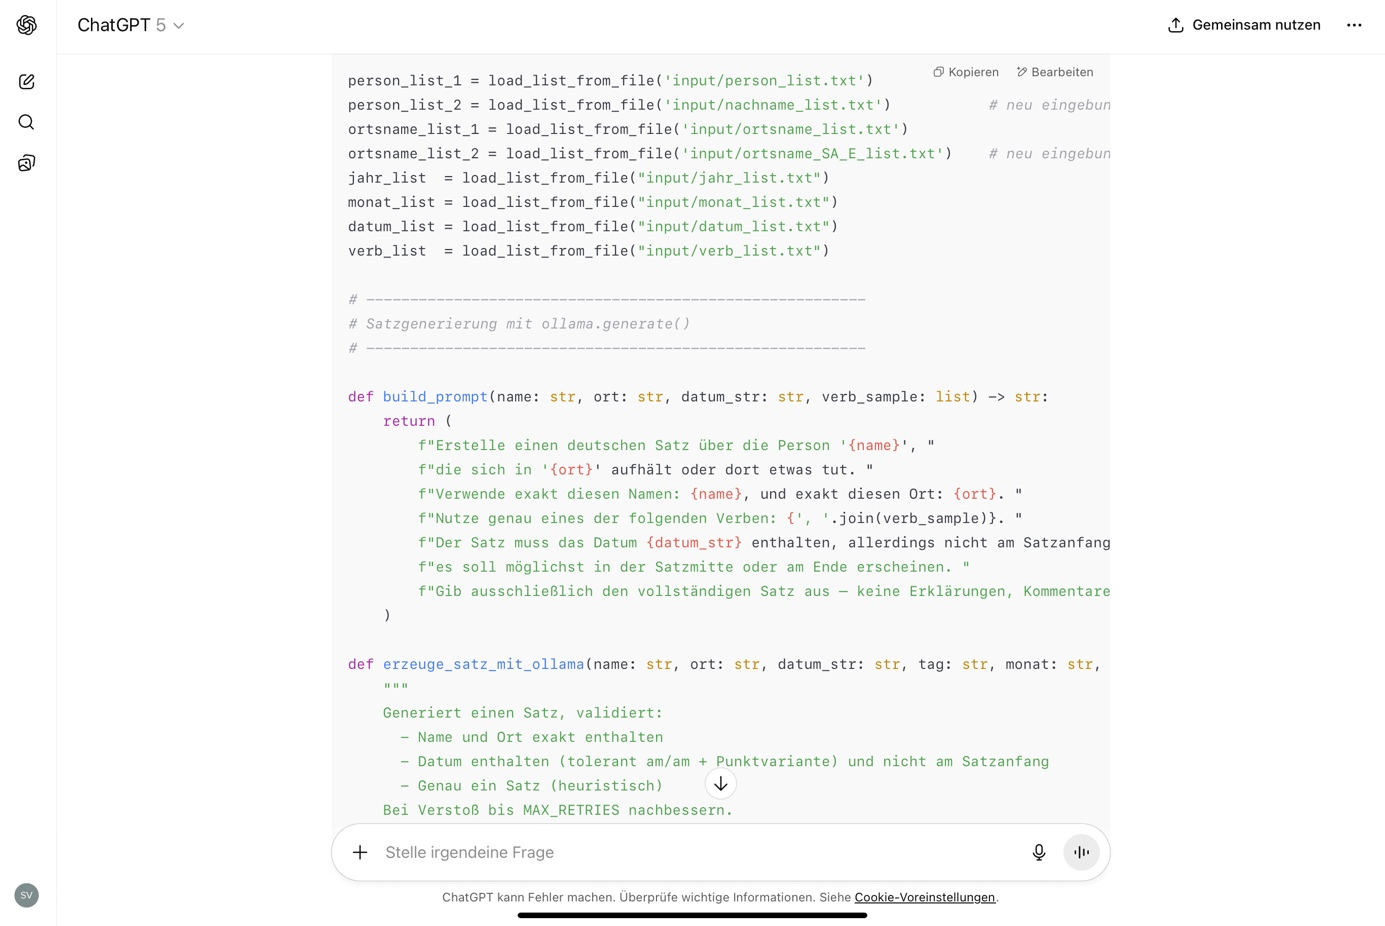 ChatGPT 5
Gemeinsam nutzen
Kopieren
Bearbeiten
person_list_1 = load_list_from_file('input/person_list.txt')
person_list_2 = load_list_from_file('input/nachname_list.txt')           # neu eingebun
ortsname_list_1 = load_list_from_file('input/ortsname_list.txt')
ortsname_list_2 = load_list_from_file('input/ortsname_SA_E_list.txt')    # neu eingebun
jahr_list  = load_list_from_file("input/jahr_list.txt")
monat_list = load_list_from_file("input/monat_list.txt")
datum_list = load_list_from_file("input/datum_list.txt")
verb_list  = load_list_from_file("input/verb_list.txt")
# ---------------------------------------------------------
# Satzgenerierung mit ollama.generate()
# ---------------------------------------------------------
def build_prompt(name: str, ort: str, datum_str: str, verb_sample: list) -> str:
    return (
        f"Erstelle einen deutschen Satz über die Person '{name}', "
        f"die sich in '{ort}' aufhält oder dort etwas tut. "
        f"Verwende exakt diesen Namen: {name}, und exakt diesen Ort: {ort}. "
        f"Nutze genau eines der folgenden Verben: {', '.join(verb_sample)}. "
        f"Der Satz muss das Datum {datum_str} enthalten, allerdings nicht am Satzanfang
        f"es soll möglichst in der Satzmitte oder am Ende erscheinen. "
        f"Gib ausschließlich den vollständigen Satz aus – keine Erklärungen, Kommentare
    )
def erzeuge_satz_mit_ollama(name: str, ort: str, datum_str: str, tag: str, monat: str,
    """
    Generiert einen Satz, validiert:
      - Name und Ort exakt enthalten
      - Datum enthalten (tolerant am/am + Punktvariante) und nicht am Satzanfang
      - Genau ein Satz (heuristisch)
    Bei Verstoß bis MAX_RETRIES nachbessern.
Stelle irgendeine Frage
SV
ChatGPT kann Fehler machen. Überprüfe wichtige Informationen. Siehe Cookie-Voreinstellungen.